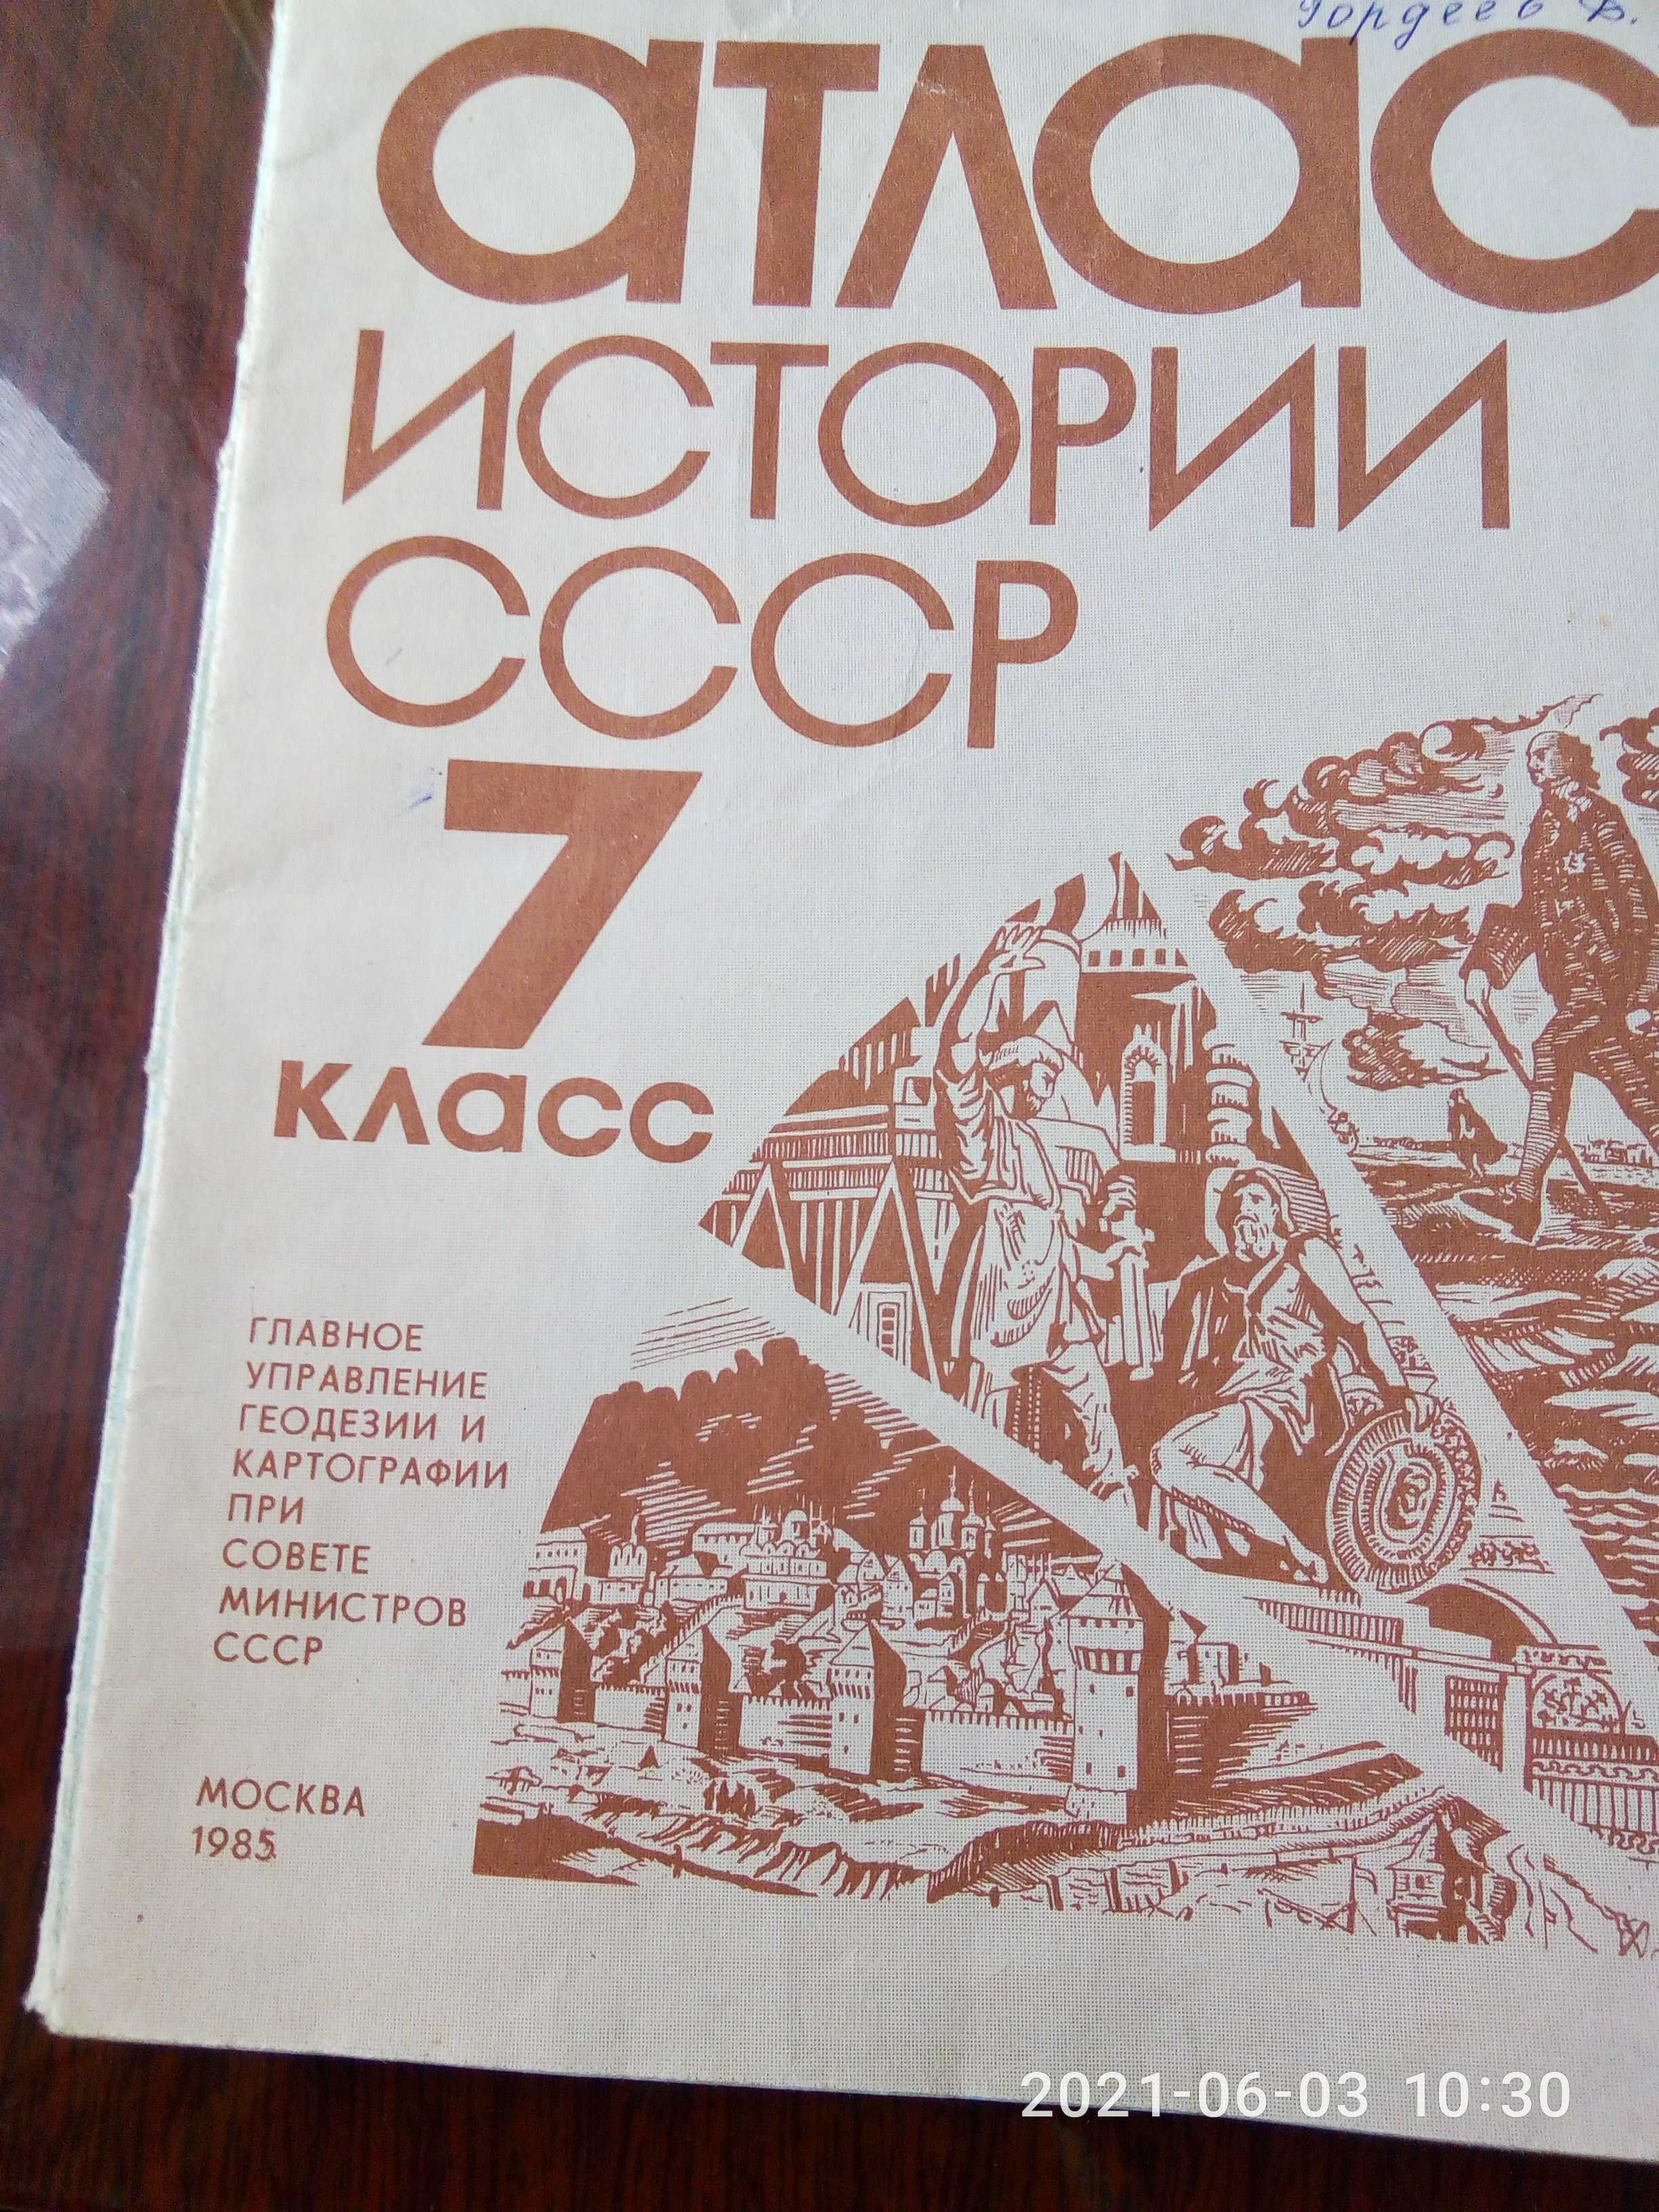 Гордеев В.
атлас
ИСТОРИИ
СССР
7
класс
ГЛАВНОЕ
УПРАВЛЕНИЕ
ГЕОДЕЗИИ И
КАРТОГРАФИИ
ПРИ
СОВЕТЕ
МИНИСТРОВ
СССР
МОСКВА
1985
2021-06-03 10:30